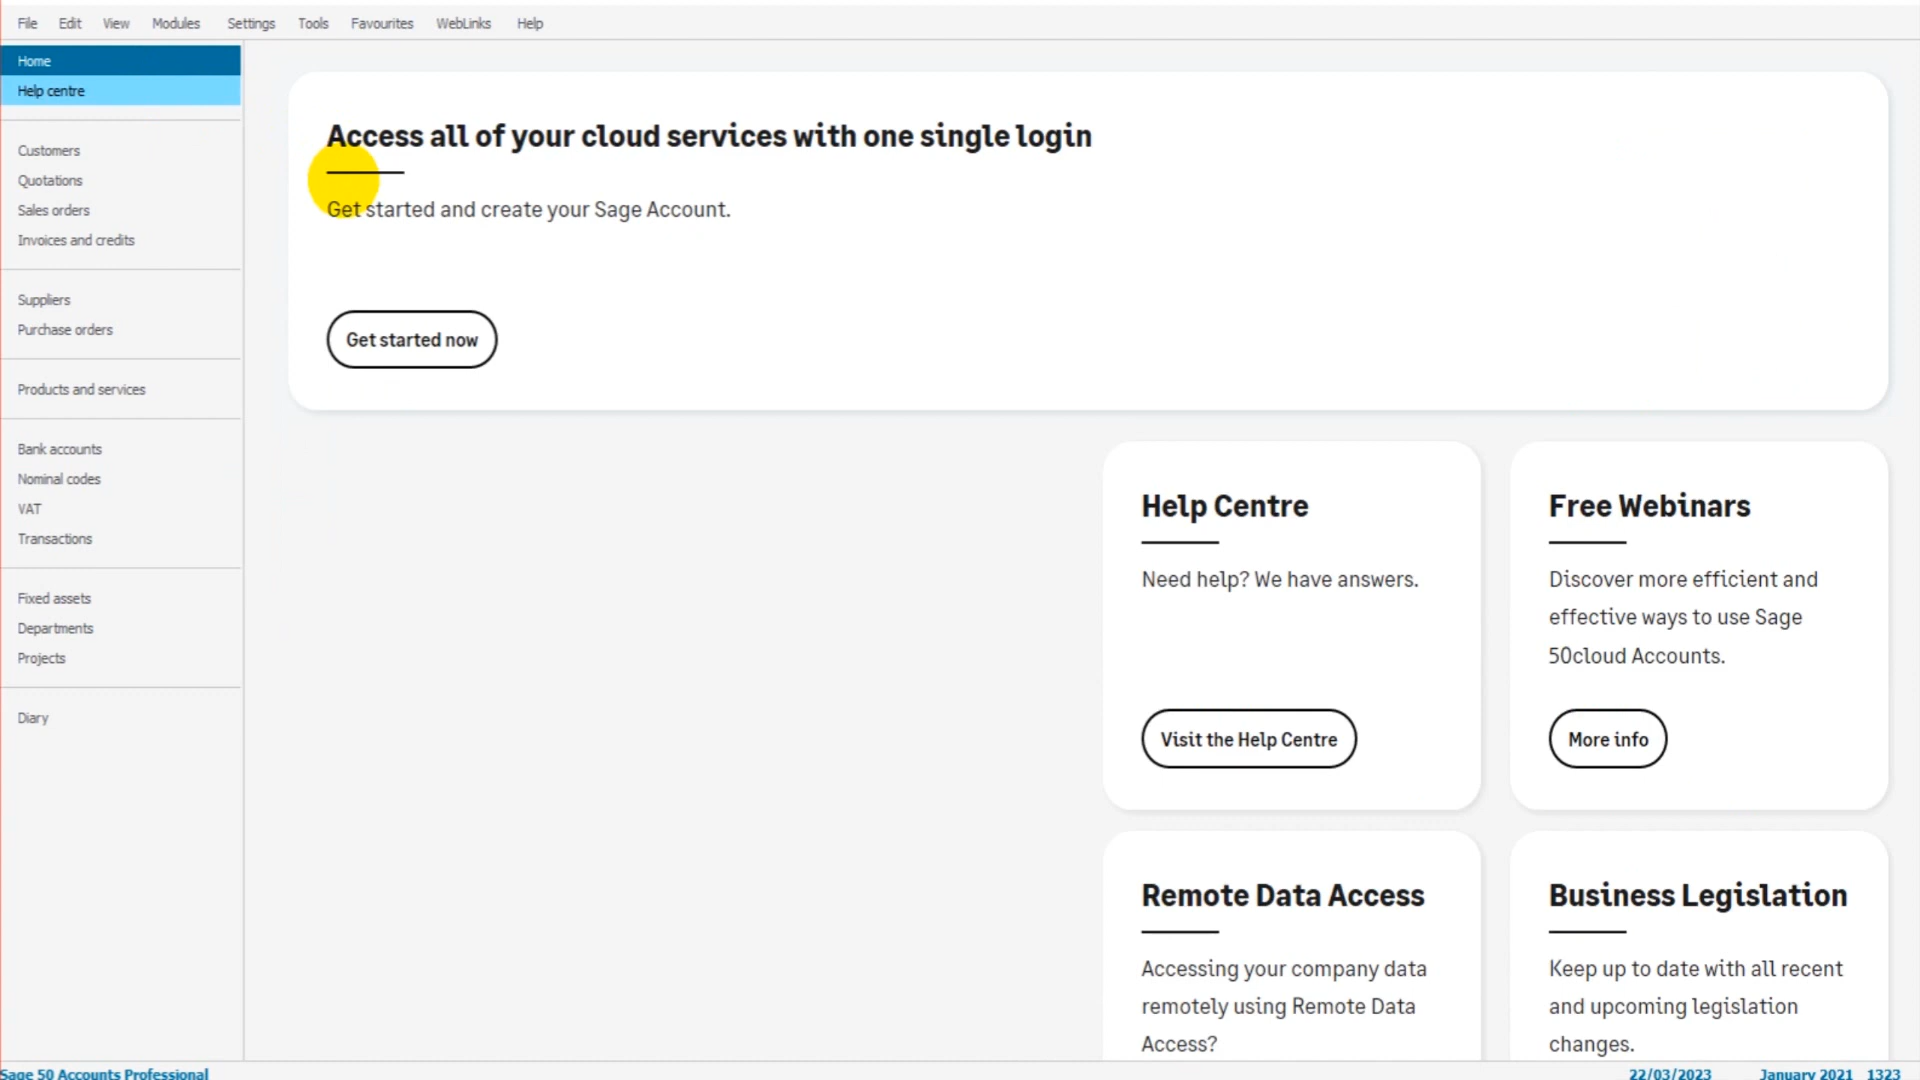 File Edit View Modules Settings Tools Favourites WebLinks Help
Home
Help centre
Customers
Quotations
Sales orders
Invoices and credits
Suppliers
Purchase orders
Products and services
Bank accounts
Nominal codes
VAT
Transactions
Fixed assets
Departments
Projects
Diary
Access all of your cloud services with one single login
Get started and create your Sage Account.
Get started now
Help Centre
Need help? We have answers.
Visit the Help Centre
Free Webinars
Discover more efficient and
effective ways to use Sage
50cloud Accounts.
More info
Remote Data Access
Accessing your company data
remotely using Remote Data
Access?
Business Legislation
Keep up to date with all recent
and upcoming legislation
changes.
Sage 50 Accounts Professional 22/03/2023 January 2021 1323